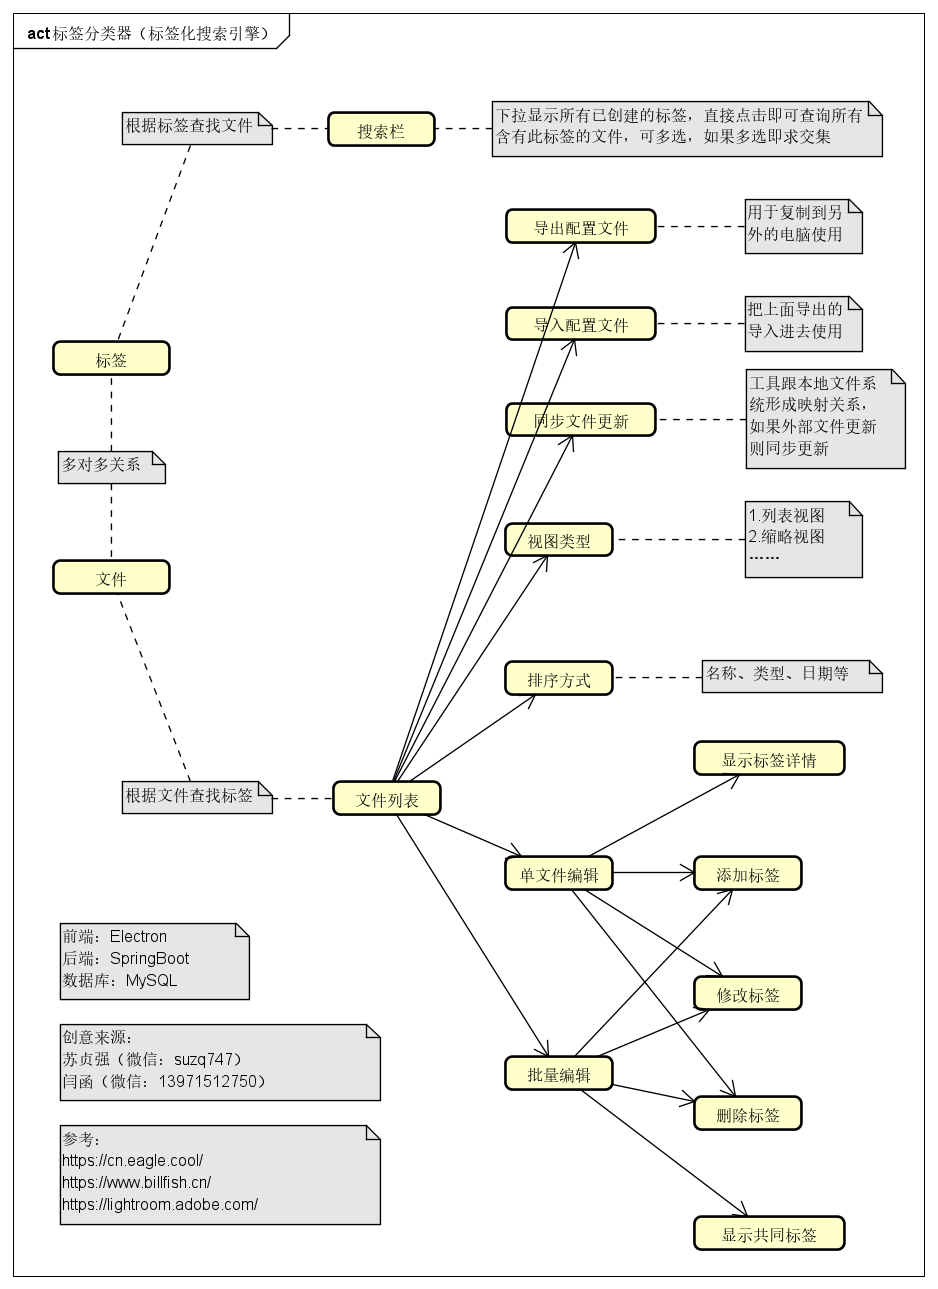 act 标签分类器（标签化搜索引擎）
根据标签查找文件
搜索栏
下拉显示所有已创建的标签，直接点击即可查询所有
含有此标签的文件，可多选，如果多选即求交集
导出配置文件
用于复制到另
外的电脑使用
导入配置文件
把上面导出的
导入进去使用
标签
工具跟本地文件系
统形成映射关系，
如果外部文件更新
则同步更新
同步文件更新
多对多关系
视图类型
1.列表视图
2.缩略视图
......
文件
排序方式
名称、类型、日期等
显示标签详情
根据文件查找标签
文件列表
单文件编辑
添加标签
前端：Electron
后端：SpringBoot
数据库：MySQL
修改标签
创意来源：
苏贞强（微信：suzq747）
闫函（微信：13971512750）
批量编辑
删除标签
参考：
https://cn.eagle.cool/
https://www.billfish.cn/
https://lightroom.adobe.com/
显示共同标签